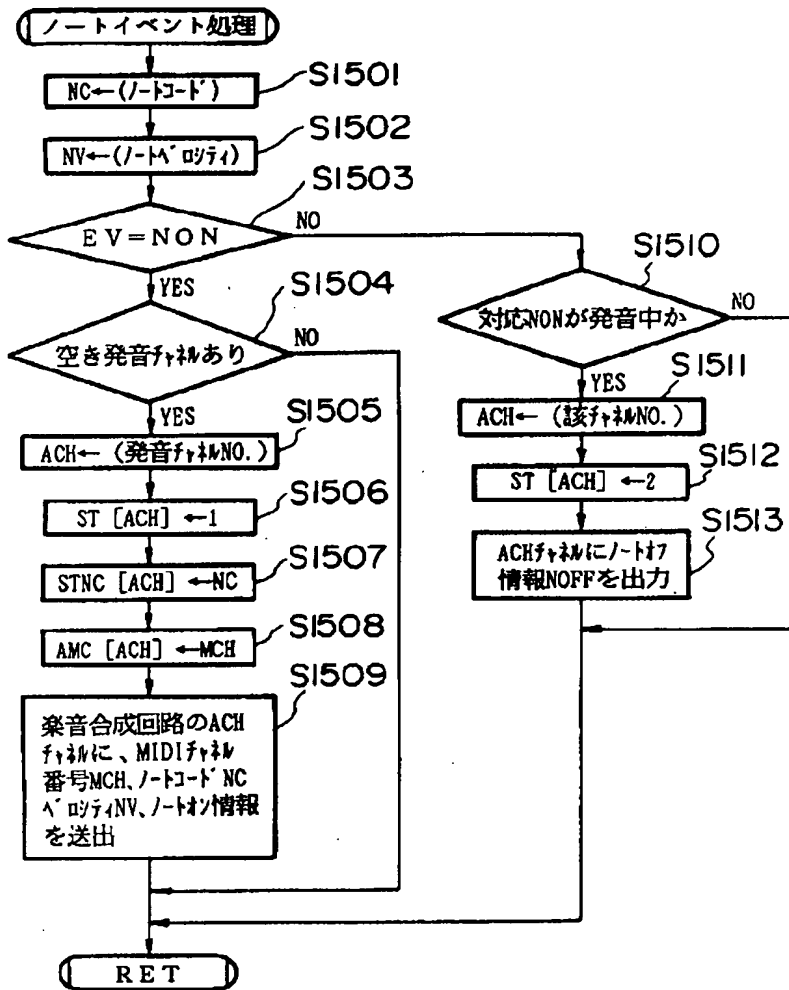 ノートイベント処理
S1501
NC←(ノートコード)
S1502
NV←(ノートベロシティ)
S1503
EV=NON
NO
YES
S1504
空き発音チャネルあり
NO
YES
S1505
ACH←(発音チャネルNO.)
S1506
ST [ACH] ←1
S1507
STNC [ACH] ←NC
S1508
AMC [ACH] ←MCH
S1509
楽音合成回路のACH
チャネルに、MIDIチャネル
番号MCH、ノートコードNC
ベロシティNV、ノートオン情報
を送出
S1510
対応NONが発音中か
NO
YES
S1511
ACH← (該チャネルNO.)
S1512
ST [ACH] ←2
S1513
ACHチャネルにノートオフ
情報NOFFを出力
RET